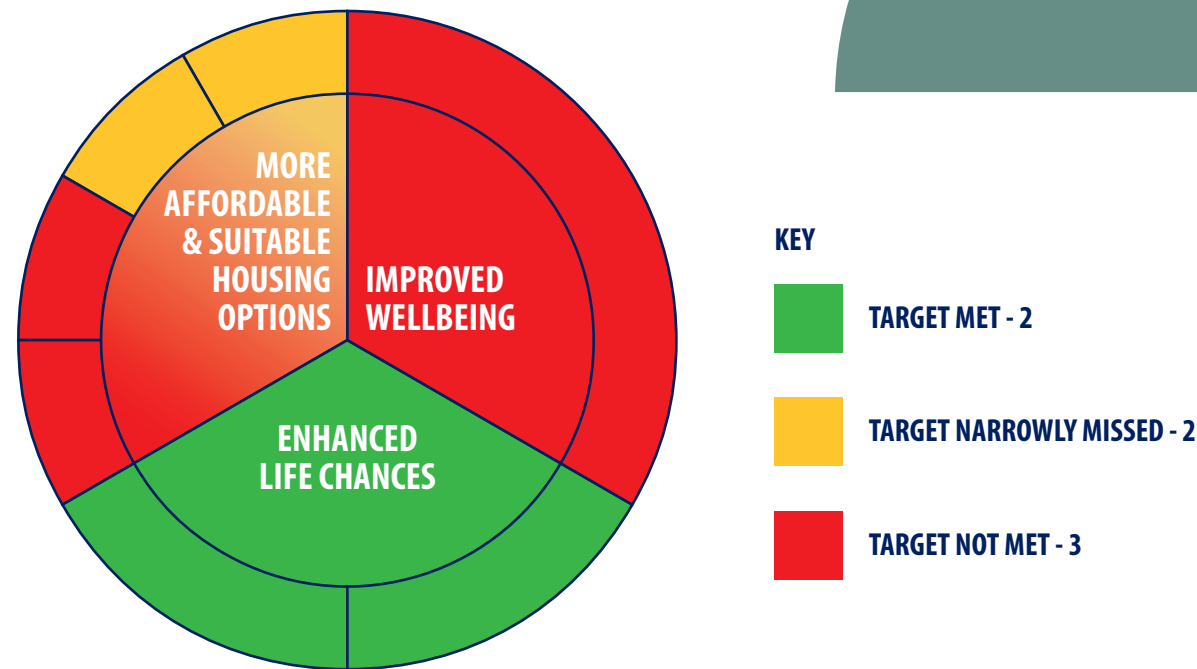 MORE
AFFORDABLE
& SUITABLE
HOUSING
OPTIONS
IMPROVED
WELLBEING
ENHANCED
LIFE CHANCES
KEY
TARGET MET - 2
TARGET NARROWLY MISSED - 2
TARGET NOT MET - 3